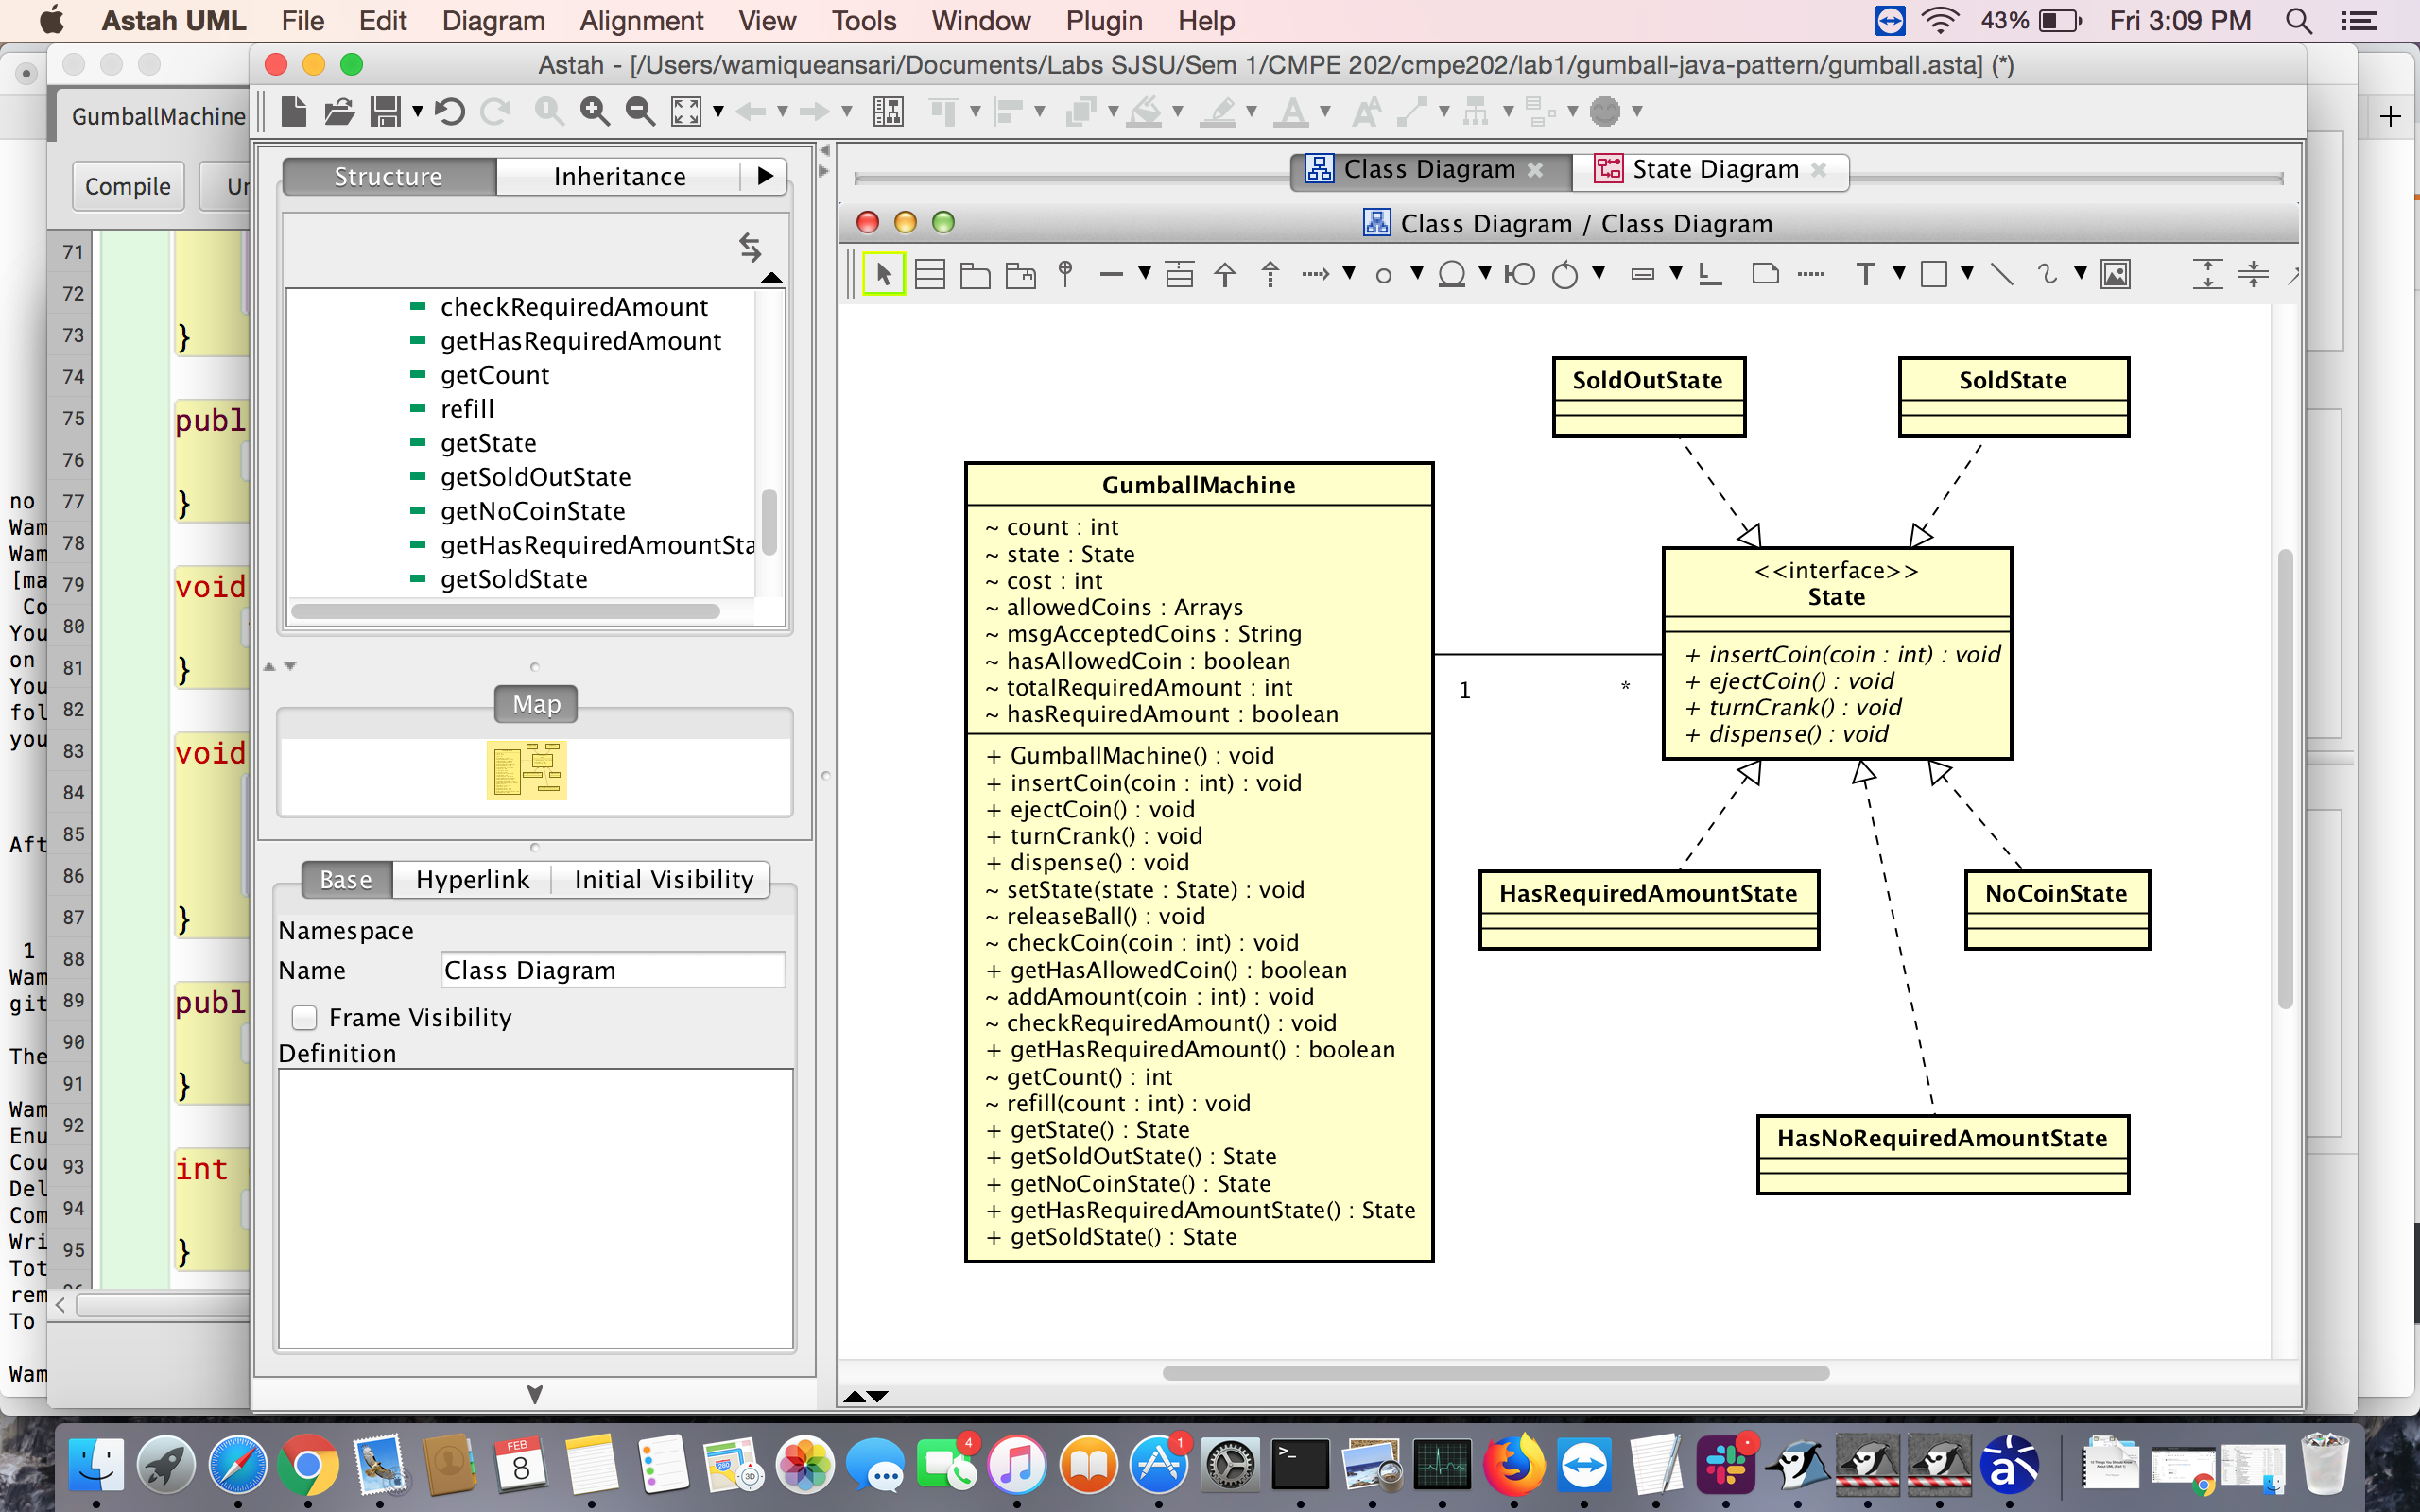 Astah UML File Edit Diagram Alignment View Tools Window Plugin Help 43% Fri 3:09 PM
Astah - [/Users/wamiqueansari/Documents/Labs SJSU/Sem 1/CMPE 202/cmpe202/lab1/gumball-java-pattern/gumball.asta] (*)
GumballMachine
Compile Un
71
72
73 }
74
75 publ
76
77 }
78
79 void
80
81 }
82
83 void
84
85
86
87 }
88
89 publ
90
91 }
92
93 int
94
95 }
no
Wam
Wam
[ma
Co
You
on
You
fol
you
Aft
1
Wam
git
The
Wam
Enu
Cou
Del
Com
Wri
Tot
rem
To
Wam
Structure Inheritance
checkRequiredAmount
getHasRequiredAmount
getCount
refill
getState
getSoldOutState
getNoCoinState
getHasRequiredAmountSta
getSoldState
Map
Base Hyperlink Initial Visibility
Namespace
Name Class Diagram
Frame Visibility
Definition
Class Diagram State Diagram
Class Diagram / Class Diagram
T
GumballMachine
~ count : int
~ state : State
~ cost : int
~ allowedCoins : Arrays
~ msgAcceptedCoins : String
~ hasAllowedCoin : boolean
~ totalRequiredAmount : int
~ hasRequiredAmount : boolean
+ GumballMachine() : void
+ insertCoin(coin : int) : void
+ ejectCoin() : void
+ turnCrank() : void
+ dispense() : void
~ setState(state : State) : void
~ releaseBall() : void
~ checkCoin(coin : int) : void
+ getHasAllowedCoin() : boolean
~ addAmount(coin : int) : void
~ checkRequiredAmount() : void
+ getHasRequiredAmount() : boolean
~ getCount() : int
~ refill(count : int) : void
+ getState() : State
+ getSoldOutState() : State
+ getNoCoinState() : State
+ getHasRequiredAmountState() : State
+ getSoldState() : State
1 *
SoldOutState
SoldState
<<interface>>
State
+ insertCoin(coin : int) : void
+ ejectCoin() : void
+ turnCrank() : void
+ dispense() : void
HasRequiredAmountState
NoCoinState
HasNoRequiredAmountState
FEB
8
4
1